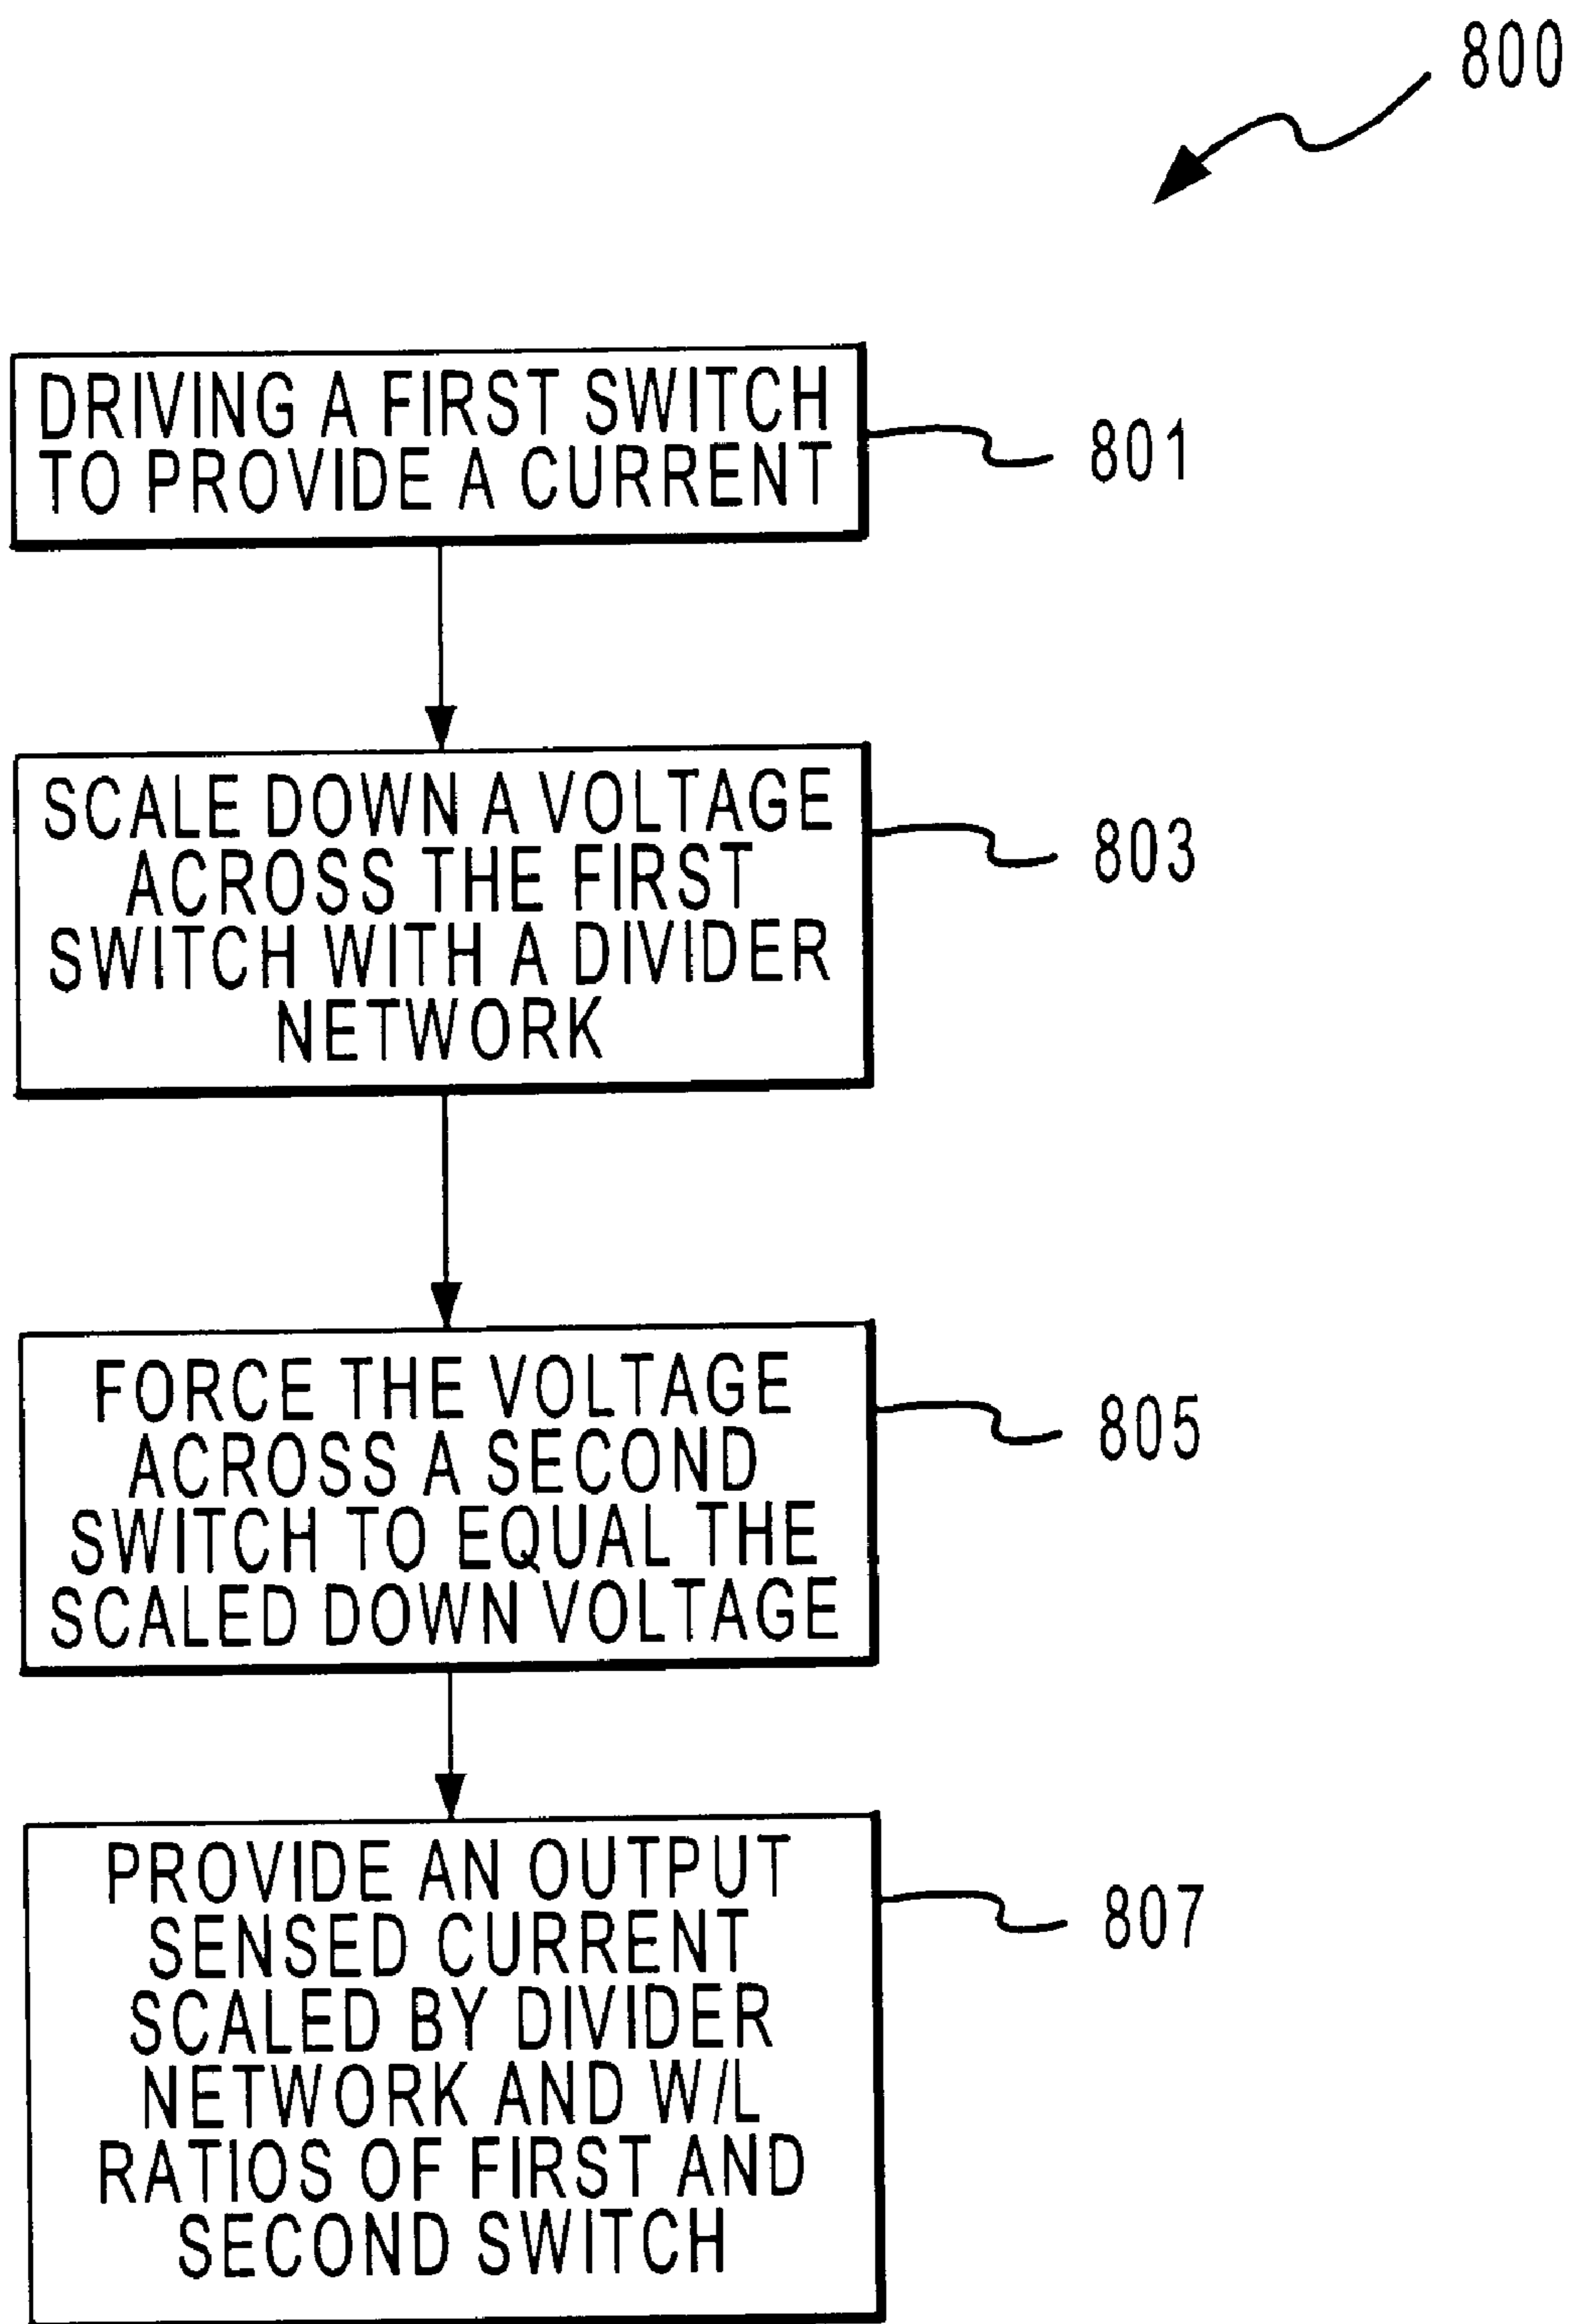 800
DRIVING A FIRST SWITCH
TO PROVIDE A CURRENT
801
SCALE DOWN A VOLTAGE
ACROSS THE FIRST
SWITCH WITH A DIVIDER
NETWORK
803
FORCE THE VOLTAGE
ACROSS A SECOND
SWITCH TO EQUAL THE
SCALED DOWN VOLTAGE
805
PROVIDE AN OUTPUT
SENSED CURRENT
SCALED BY DIVIDER
NETWORK AND W/L
RATIOS OF FIRST AND
SECOND SWITCH
807